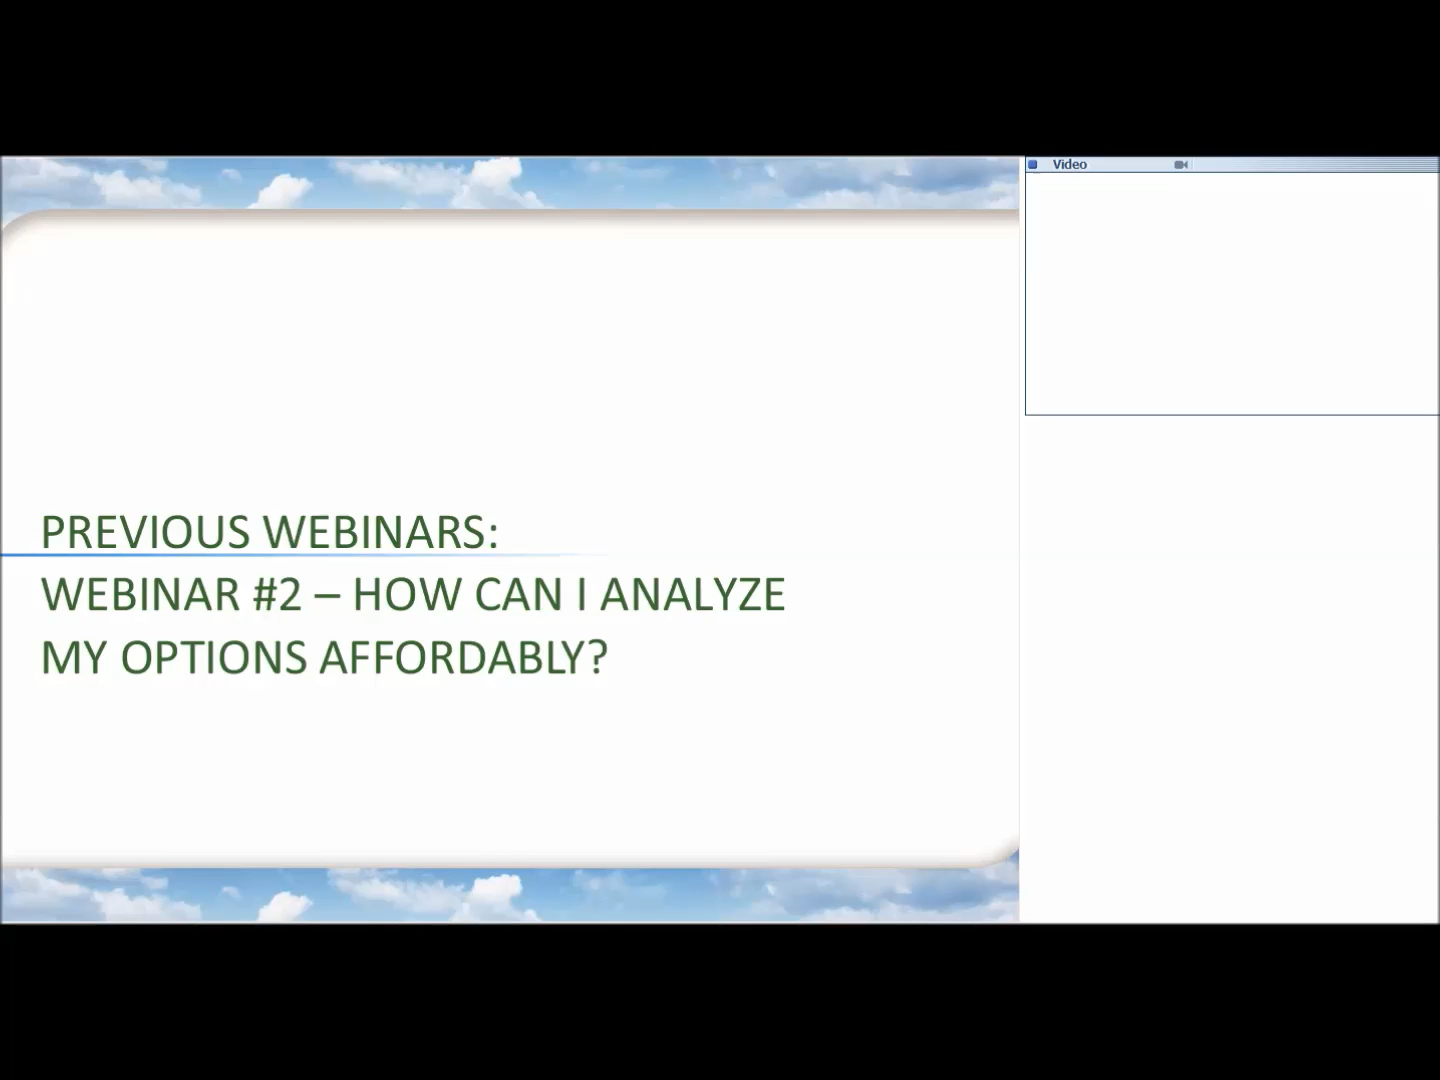 Video
PREVIOUS WEBINARS:
WEBINAR #2 – HOW CAN I ANALYZE
MY OPTIONS AFFORDABLY?